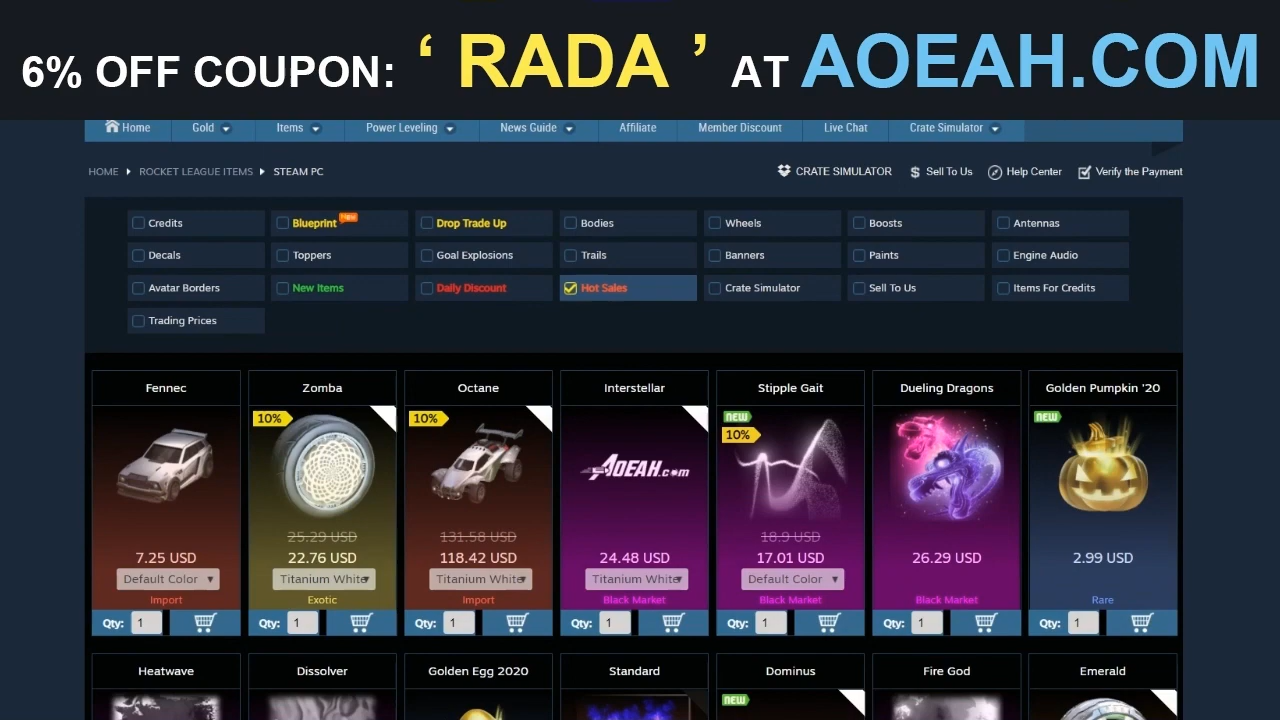 6% OFF COUPON: ‘ RADA ’ AT AOEAH.COM
Home Gold Items Power Leveling News Guide Affiliate Member Discount Live Chat Crate Simulator
HOME ROCKET LEAGUE ITEMS STEAM PC CRATE SIMULATOR $ Sell To Us Help Center Verify the Payment
Credits Blueprint New Drop Trade Up Bodies Wheels Boosts Antennas
Decals Toppers Goal Explosions Trails Banners Paints Engine Audio
Avatar Borders New Items Daily Discount Hot Sales Crate Simulator Sell To Us Items For Credits
Trading Prices
Fennec Zomba Octane Interstellar Stipple Gait Dueling Dragons Golden Pumpkin '20
10% 10% NEW NEW
10%
AOEAH.COM
25.29 USD 131.58 USD 18.9 USD
7.25 USD 22.76 USD 118.42 USD 24.48 USD 17.01 USD 26.29 USD 2.99 USD
Default Color Titanium White Titanium White Titanium White Default Color
Import Exotic Import Black Market Black Market Black Market Rare
Qty: 1 Qty: 1 Qty: 1 Qty: 1 Qty: 1 Qty: 1 Qty: 1
Heatwave Dissolver Golden Egg 2020 Standard Dominus Fire God Emerald
NEW